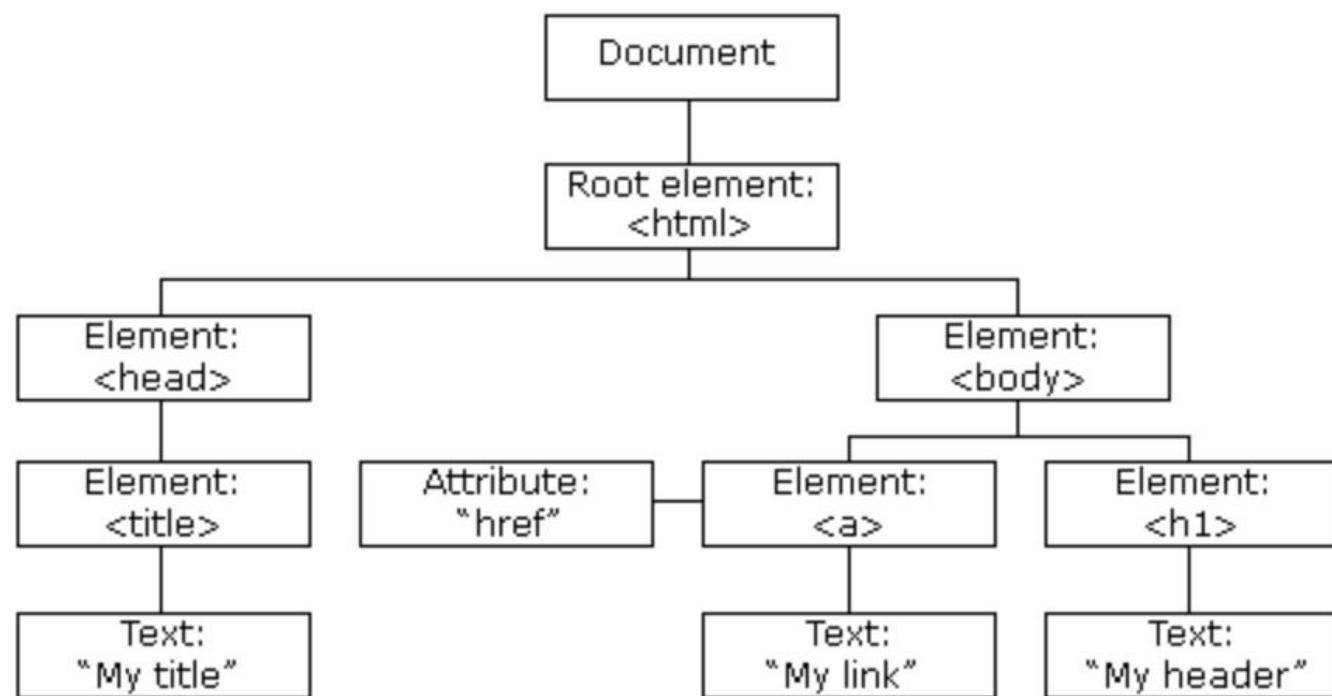 Document
Root element:
<html>
Element:
<head>
Element:
<body>
Element:
<title>
Attribute:
“href”
Element:
<a>
Element:
<h1>
Text:
“My title”
Text:
“My link”
Text:
“My header”